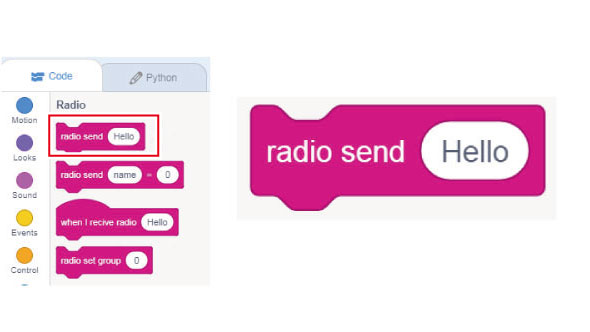 Code
Python
Motion
Looks
Sound
Events
Control
Radio
radio send Hello
radio send name = 0
when I recive radio Hello
radio set group 0
radio send Hello